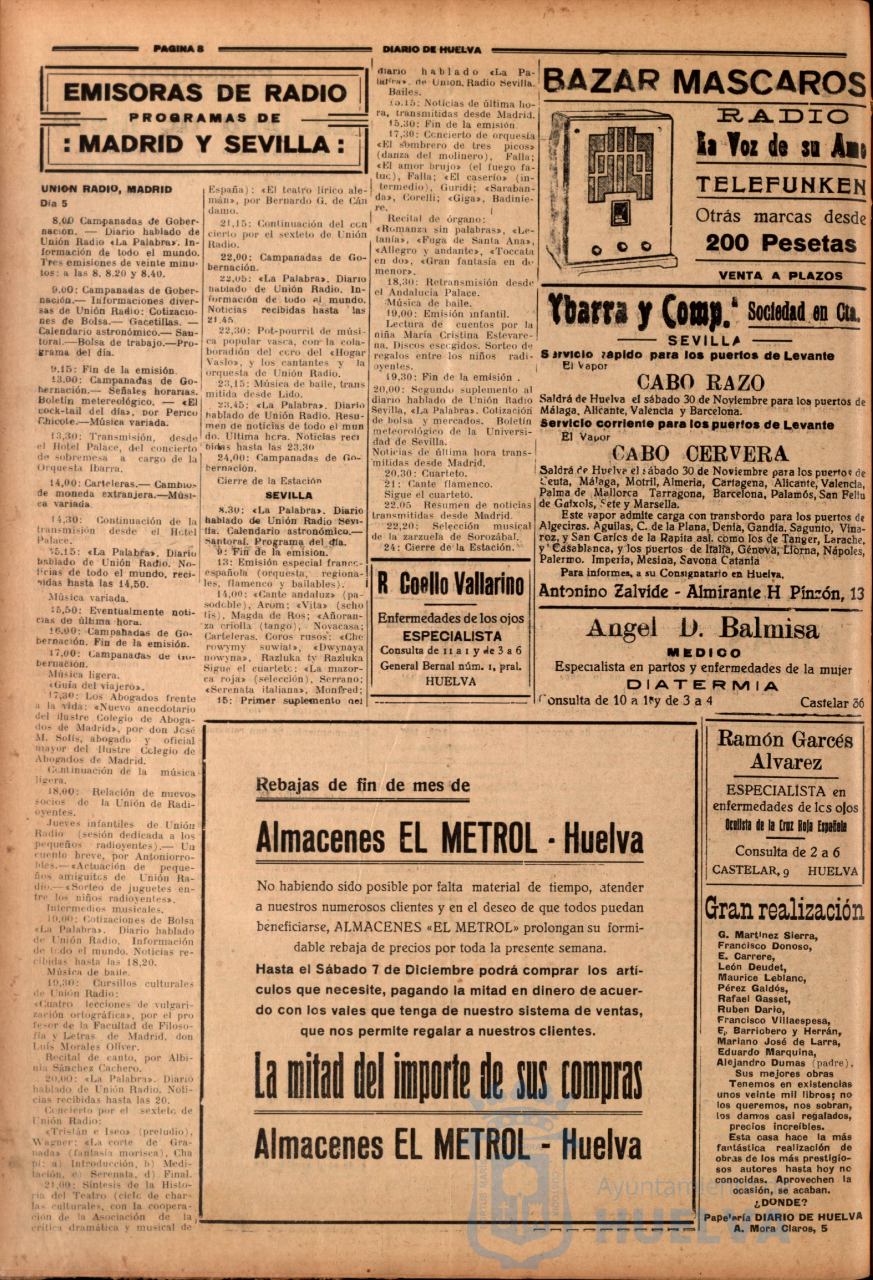 PAGINA 8
DIARIO DE HUELVA
EMISORAS DE RADIO
PROGRAMAS DE
: MADRID Y SEVILLA :
UNION RADIO, MADRID
Día 5
8,00 Campanadas de Gober-
nación. — Diario hablado de
Unión Radio «La Palabra». In-
formación de todo el mundo.
Tres emisiones de veinte minu-
tos: a las 8, 8.20 y 8.40.
9.00: Campanadas de Gober-
nación.— Informaciones diver-
sas de Unión Radio: Cotizacio-
nes de Bolsa.— Gacetillas. —
Calendario astronómico.— San-
toral.— Bolsa de trabajo.—Pro-
grama del día.
9.15: Fin de la emisión.
13.00: Campanadas de Go-
bernación.— Señales horarias.
Boletín metereológico. — «El
cock-tail del día», por Perico
Chicote.—Música variada.
13,30: Transmisión, desde
el Hotel Palace, del concierto
de sobremesa a cargo de la
Orquesta Ibarra.
14,00: Carteleras.— Cambio-
de moneda extranjera.—Músi-
ca variada.
14,30: Continuación de la
transmisión desde el Hotel
Palace.
15,15: «La Palabra». Diario
hablado de Unión Radio. No-
ticias de todo el mundo, reci-
bidas hasta las 14,50.
Música variada.
15,50: Eventualmente noti-
cias de última hora.
16.00: Campanadas de Go-
bernación. Fin de la emisión.
17,00: Campanadas de Go-
bernación.
Música ligera.
«Guía del viajero».
17,30: Los Abogados frente
a la vida: «Nuevo anecdotario
del Ilustre Colegio de Aboga-
dos de Madrid», por don José
M. Solís, abogado y oficial
mayor del Ilustre Colegio de
Abogados de Madrid.
Continuación de la música
ligera.
18,00: Relación de nuevos
socios de la Unión de Radi-
oyentes.
Jueves infantiles de Unión
Radio (sesión dedicada a los
pequeños radioyentes).— Un
cuento breve, por Antoniorro-
bles.— «Actuación de peque-
ños amiguitos de Unión Ra-
dio.— «Sorteo de juguetes en-
tre los niños radioyentes».
Intermedios musicales.
19,00: Cotizaciones de Bolsa
«La Palabra». Diario hablado
de Unión Radio. Información
de todo el mundo. Noticias re-
cibidas hasta las 18,20.
Música de baile.
19,30: Cursillos culturales
de Unión Radio:
«Cuatro lecciones de vulgari-
zación ortográfica», por el pro
fesor de la Facultad de Filoso-
fía y Letras de Madrid, don
Luis Morales Oliver.
Recital de canto, por Albi-
nia Sánchez Cachero.
20,00: «La Palabra». Diario
hablado de Unión Radio. Noti-
cias recibidas hasta las 20.
Concierto por el sexteto de
Unión Radio:
«Tristán e Iseo» (preludio),
Wagner; «La corte de Gra-
nada» (fantasía morisca), Cha
pí: a) Introducción, b) Medi-
tación, c) Serenata, d) Final.
21,00: Síntesis de la Histo-
ria del Teatro (ciclo de char-
las culturales, con la coopera-
ción de la Asociación de la
crítica dramática y musical de
España): «El teatro lírico ale-
mán», por Bernardo G. de Cán
damo.
21,15: Continuación del con
cierto por el sexteto de Unión
Radio.
22,00: Campanadas de Go-
bernación.
22,05: «La Palabra». Diario
hablado de Unión Radio. In-
formación de todo el mundo.
Noticias recibidas hasta las
21,45
22,30: Pot-pourrit de músi-
ca popular vasca, con la cola-
boradión del coro del «Hogar
Vasio», y los cantantes y la
orquesta de Unión Radio.
23,15: Música de baile, trans
mitida desde Lido.
23,45: «La Palabra». Diario
hablado de Unión Radio. Resu-
men de noticias de todo el mun
do. Ultima hora. Noticias reci
bidas hasta las 23,30
24,00: Campanadas de Go-
bernación.
Cierre de la Estación
SEVILLA
8.30: «La Palabra». Diario
hablado de Unión Radio Sevi-
lla. Calendario astronómico.—
Santoral. Programa del día.
9: Fin de la emisión.
13: Emisión especial franc-
española (orquesta, regiona-
les, flamenco y bailables).
14,00: «Cante andaluz» (pa-
sodoble), Arom; «Vita» (scho
tis), Magda de Ros; «Añoran-
za criolla (tango), Novacasa;
Carteleras. Coros rusos: «Che
rowymy suwial», «Dwynaya
nowyna», Razluka ty Razluka
Sigue el cuarteto: «La mazor-
ca roja» (selección), Serrano;
«Serenata italiana», Monfred;
15: Primer suplemento del
diario hablado «La Pa-
labra», de Unión Radio Sevilla.
Bailes.
15,15: Noticias de última ho-
ra, transmitidas desde Madrid.
15,30: Fin de la emisión
17,30: Concierto de orquesta
«El sombrero de tres picos»
(danza del molinero), Falla;
«El amor brujo» (el fuego fa-
tuc), Falla; «El caserío» (in-
termedio), Guridi; «Saraban-
da», Corelli; «Giga», Badinie-
re.
Recital de órgano:
«Romanza sin palabras», «Le-
tanía», «Fuga de Santa Ana»,
«Allegro y andante», «Toccata
en do», «Gran fantasía en do
menor».
18,30: Retransmisión desde
el Andalucía Palace.
Música de baile.
19,00: Emisión infantil.
Lectura de cuentos por la
niña María Cristina Estevare-
na. Discos escogidos. Sorteo de
regalos entre los niños radi-
oyentes.
19,30: Fin de la emisión .
20,00: Segundo suplemento al
diario hablado de Unión Radio
Sevilla, «La Palabra». Cotización
de bolsa y mercados. Boletín
meteorológico de la Universi-
dad de Sevilla.
Noticias de última hora trans-
mitidas desde Madrid.
20,30: Cuarteto.
21: Cante flamenco.
Sigue el cuarteto.
22.05 Resumen de noticias
transmitidas desde Madrid.
22,20: Selección musical
de la zarzuela de Sorozábal.
24: Cierre de la Estación.
R Coello Vallarino
Enfermedades de los ojos
ESPECIALISTA
Consulta de 11 a 1 y de 3 a 6
General Bernal núm. 1, pral.
HUELVA
BAZAR MASCAROS
RADIO
La Voz de su Amo
TELEFUNKEN
Otras marcas desde
200 Pesetas
VENTA A PLAZOS
Ybarra y Comp.ª Sociedad en Cta.
— SEVILLA —
Servicio rápido para los puertos de Levante
El Vapor
CABO RAZO
Saldrá de Huelva el sábado 30 de Noviembre para los puertos de
Málaga, Alicante, Valencia y Barcelona.
Servicio corriente para los puertos de Levante
El Vapor
CABO CERVERA
Saldrá de Huelve el sábado 30 de Noviembre para los puertos de
Ceuta, Málaga, Motril, Almeria, Cartagena, Alicante, Valencia,
Palma de Mallorca Tarragona, Barcelona, Palamós, San Feliu
de Gatxols, Sete y Marsella.
Este vapor admite carga con transbordo para los puertos de
Algeciras. Aguilas, C. de la Plana, Denia, Gandia, Sagunto, Vina-
roz, y San Carlos de la Rapita así como los de Tanger, Larache,
y Casablanca, y los puertos de Italia, Génova, Liorna, Nápoles,
Palermo. Imperia, Mesina, Savona Catania
Para informes, a su Consignatario en Huelva,
Antonino Zalvide - Almirante H Pinzón, 13
Angel D. Balmisa
MEDICO
Especialista en partos y enfermedades de la mujer
DIATERMIA
Consulta de 10 a 1 y de 3 a 4
Castelar 36
Rebajas de fin de mes de
Almacenes EL METROL - Huelva
No habiendo sido posible por falta material de tiempo, atender
a nuestros numerosos clientes y en el deseo de que todos puedan
beneficiarse, ALMACENES «EL METROL» prolongan su formi-
dable rebaja de precios por toda la presente semana.
Hasta el Sábado 7 de Diciembre podrá comprar los artí-
culos que necesite, pagando la mitad en dinero de acuer-
do con los vales que tenga de nuestro sistema de ventas,
que nos permite regalar a nuestros clientes.
La mitad del importe de sus compras
Almacenes EL METROL - Huelva
Ramón Garcés
Alvarez
ESPECIALISTA en
enfermedades de los ojos
Oculista de la Cruz Roja Española
Consulta de 2 a 6
CASTELAR, 9 HUELVA
Gran realización
G. Martínez Sierra,
Francisco Donoso,
E. Carrere,
León Deudet,
Maurice Leblanc,
Pérez Galdós,
Rafael Gasset,
Ruben Dario,
Francisco Villaespesa,
E. Barriobero y Herrán,
Mariano José de Larra,
Eduardo Marquina,
Alejandro Dumas (padre).
Sus mejores obras
Tenemos en existencias
unos veinte mil libros; no
los queremos, nos sobran,
los damos casi regalados,
precios increíbles.
Esta casa hace la más
fantástica realización de
obras de los más prestigio-
sos autores hasta hoy no
conocidas. Aprovechen la
ocasión, se acaban.
¿DONDE?
Papelería DIARIO DE HUELVA
A. Mora Claros, 5
Ayuntamiento
HUELVA